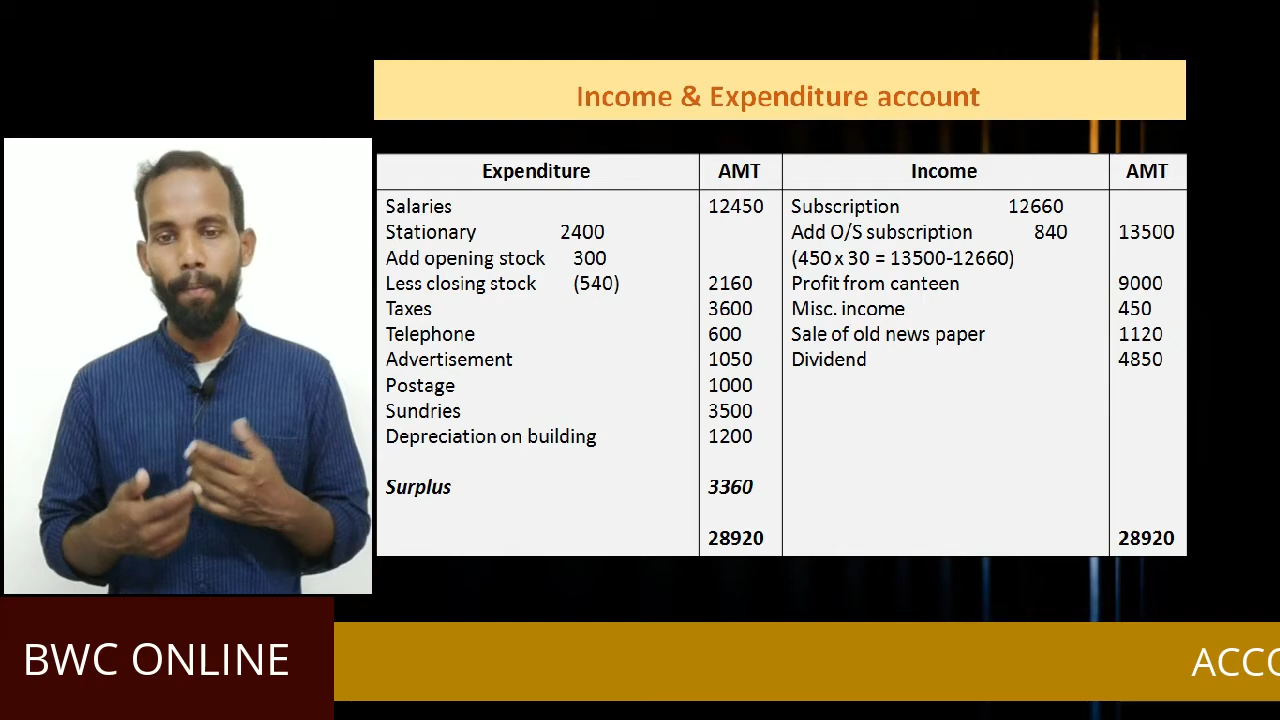 Income & Expenditure account
Expenditure AMT Income AMT
Salaries 12450 Subscription 12660
Stationary 2400 Add O/S subscription 840 13500
Add opening stock 300 (450 x 30 = 13500-12660)
Less closing stock (540) 2160 Profit from canteen 9000
Taxes 3600 Misc. income 450
Telephone 600 Sale of old news paper 1120
Advertisement 1050 Dividend 4850
Postage 1000
Sundries 3500
Depreciation on building 1200
Surplus 3360
28920 28920
BWC ONLINE
ACCO